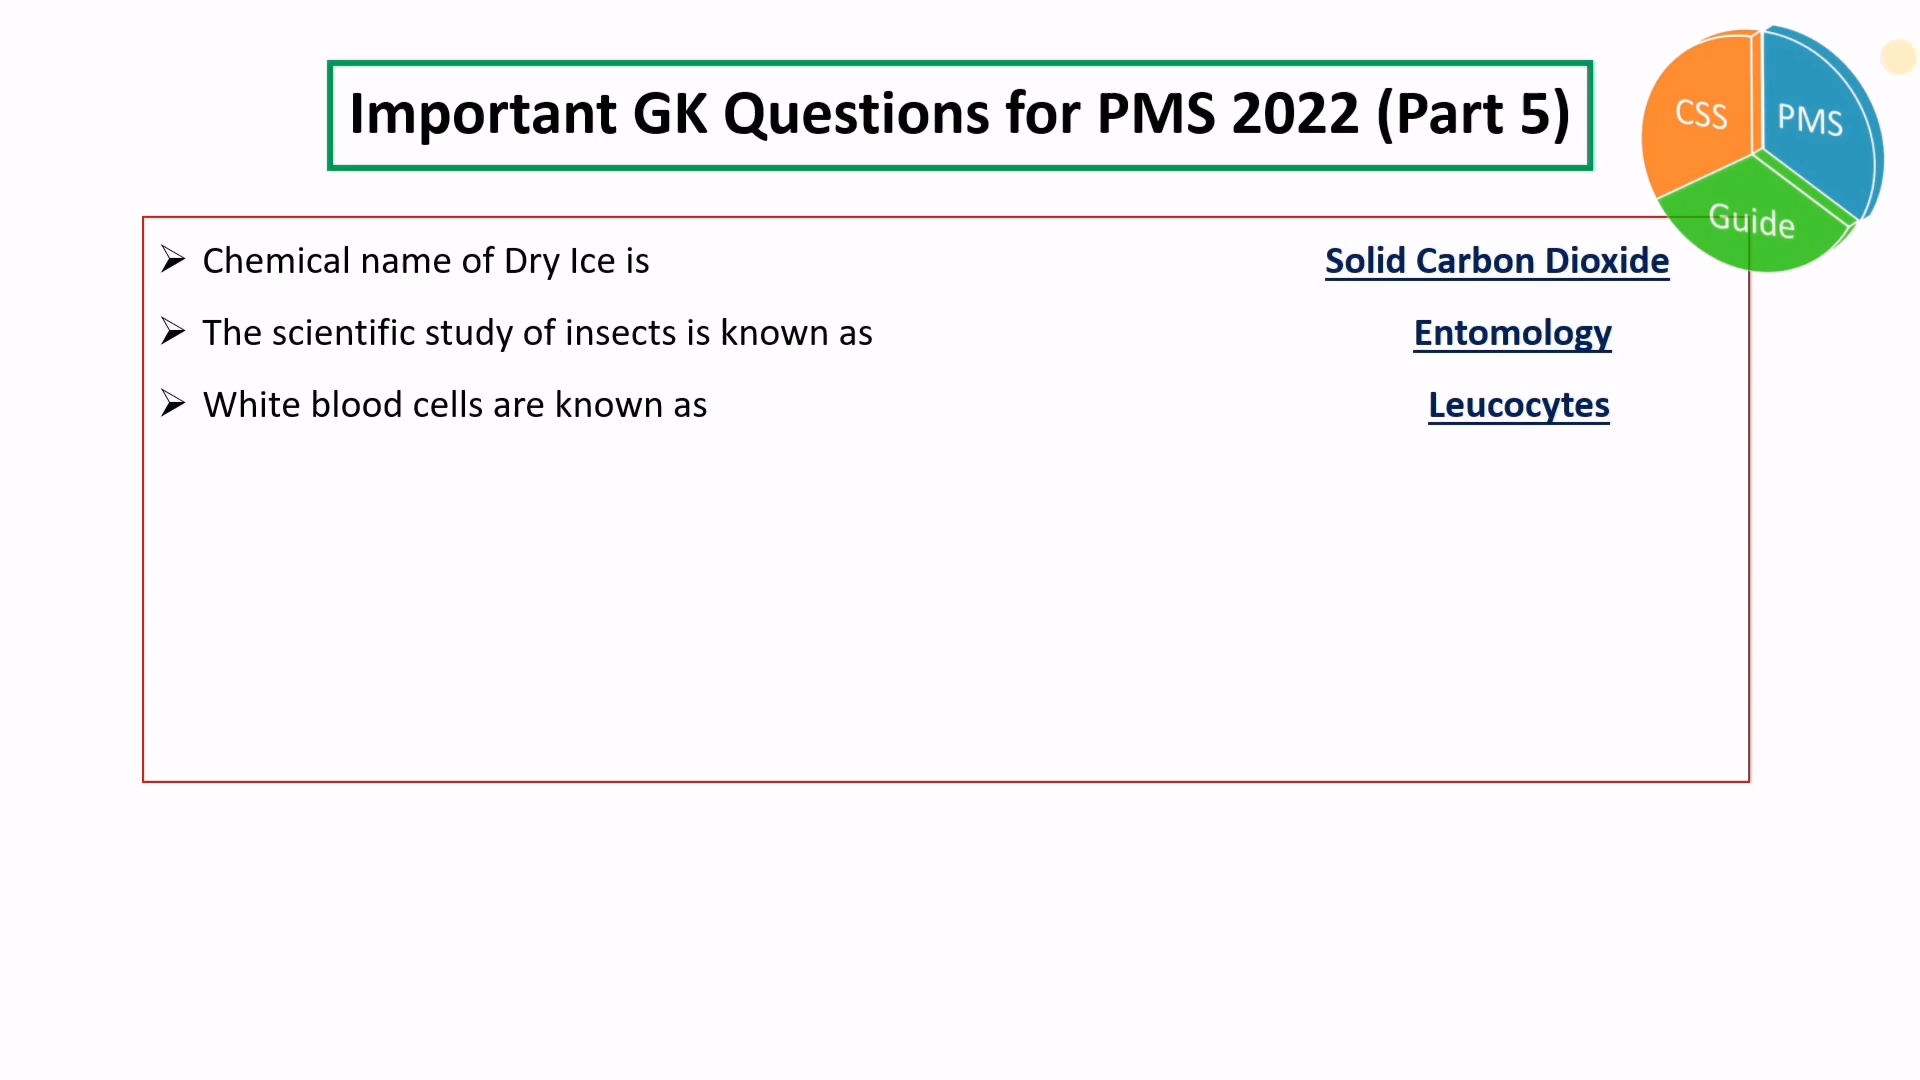 Important GK Questions for PMS 2022 (Part 5)
CSS PMS
Guide
➢ Chemical name of Dry Ice is Solid Carbon Dioxide
➢ The scientific study of insects is known as Entomology
➢ White blood cells are known as Leucocytes